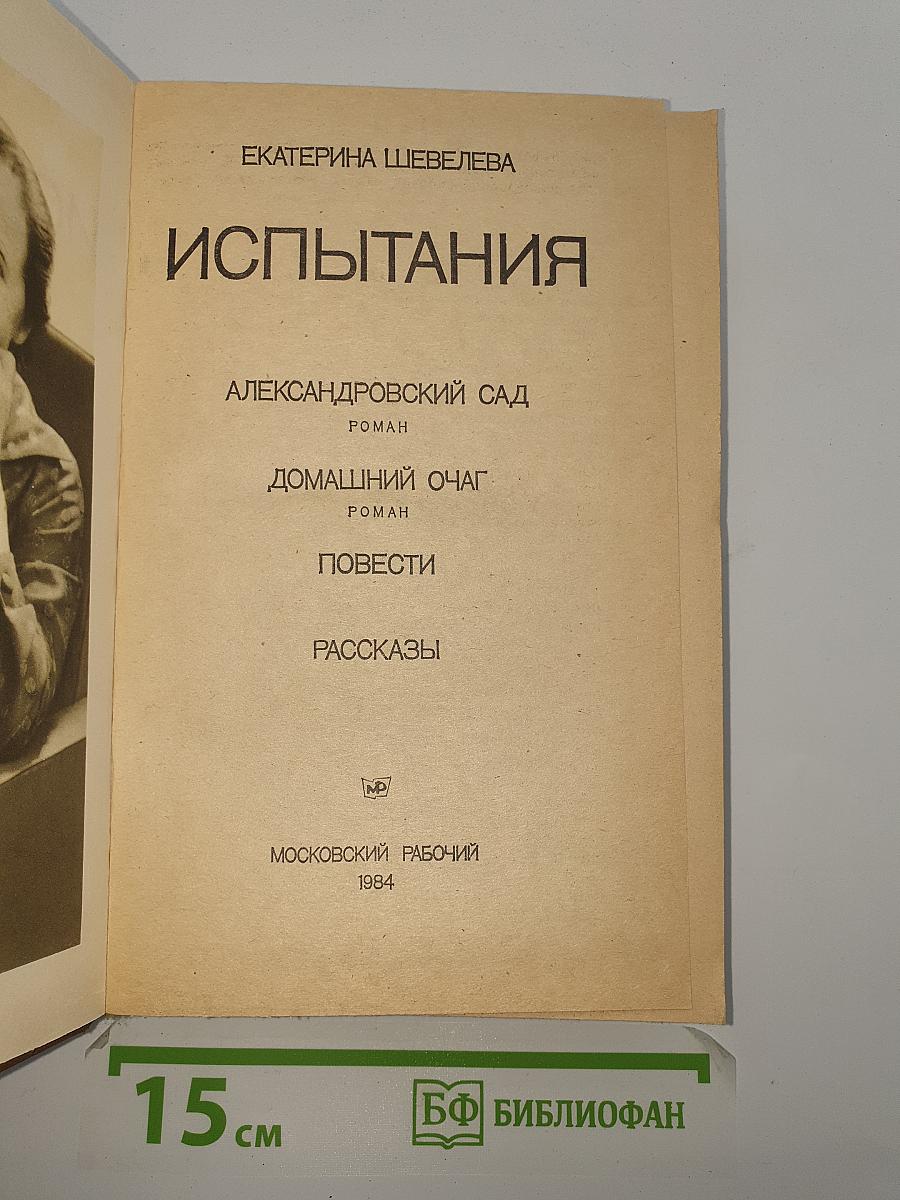 ЕКАТЕРИНА ШЕВЕЛЕВА
ИСПЫТАНИЯ
АЛЕКСАНДРОВСКИЙ САД
РОМАН
ДОМАШНИЙ ОЧАГ
РОМАН
ПОВЕСТИ
РАССКАЗЫ
МР
МОСКОВСКИЙ РАБОЧИЙ
1984
15 см
БФ БИБЛИОФАН